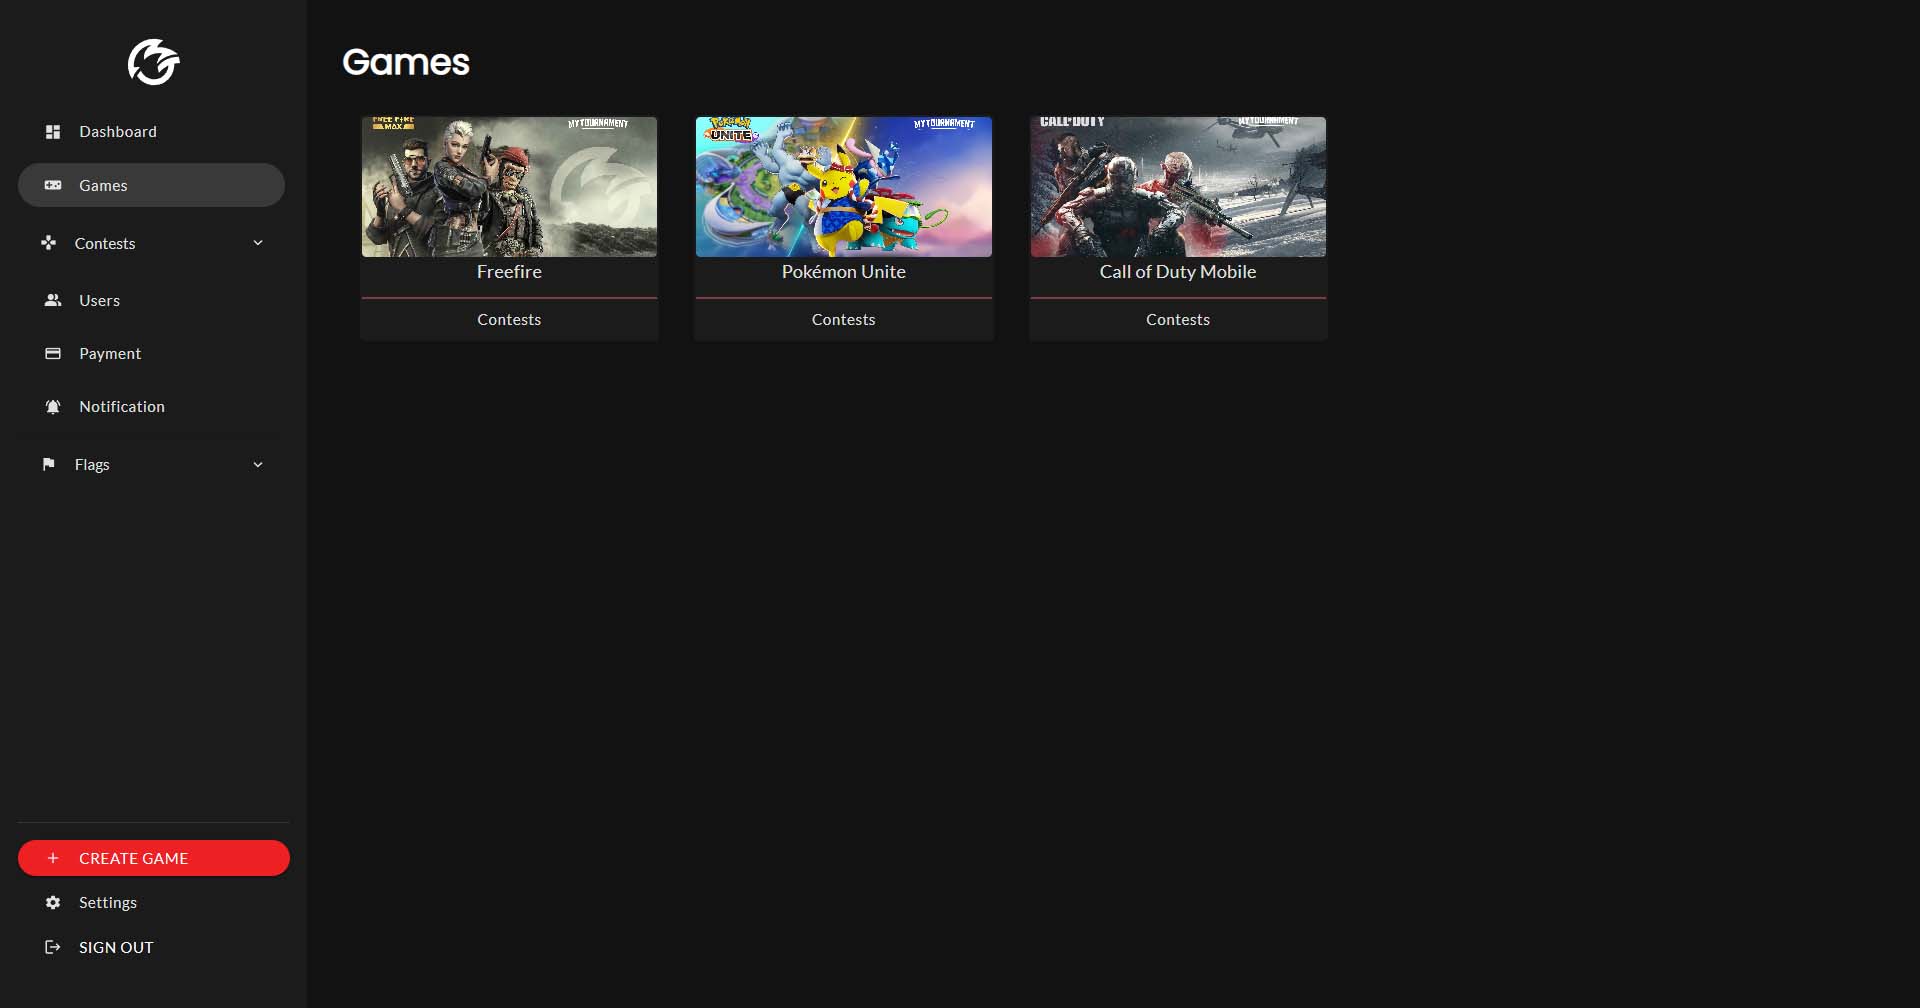 Games
Dashboard
Games
Contests
Users
Payment
Notification
Flags
CREATE GAME
Settings
SIGN OUT
FREE FIRE
MAX
MYTOURNAMENT
Freefire
Contests
POKÉMON
UNITE
MYTOURNAMENT
Pokémon Unite
Contests
CALL OF DUTY
MYTOURNAMENT
Call of Duty Mobile
Contests